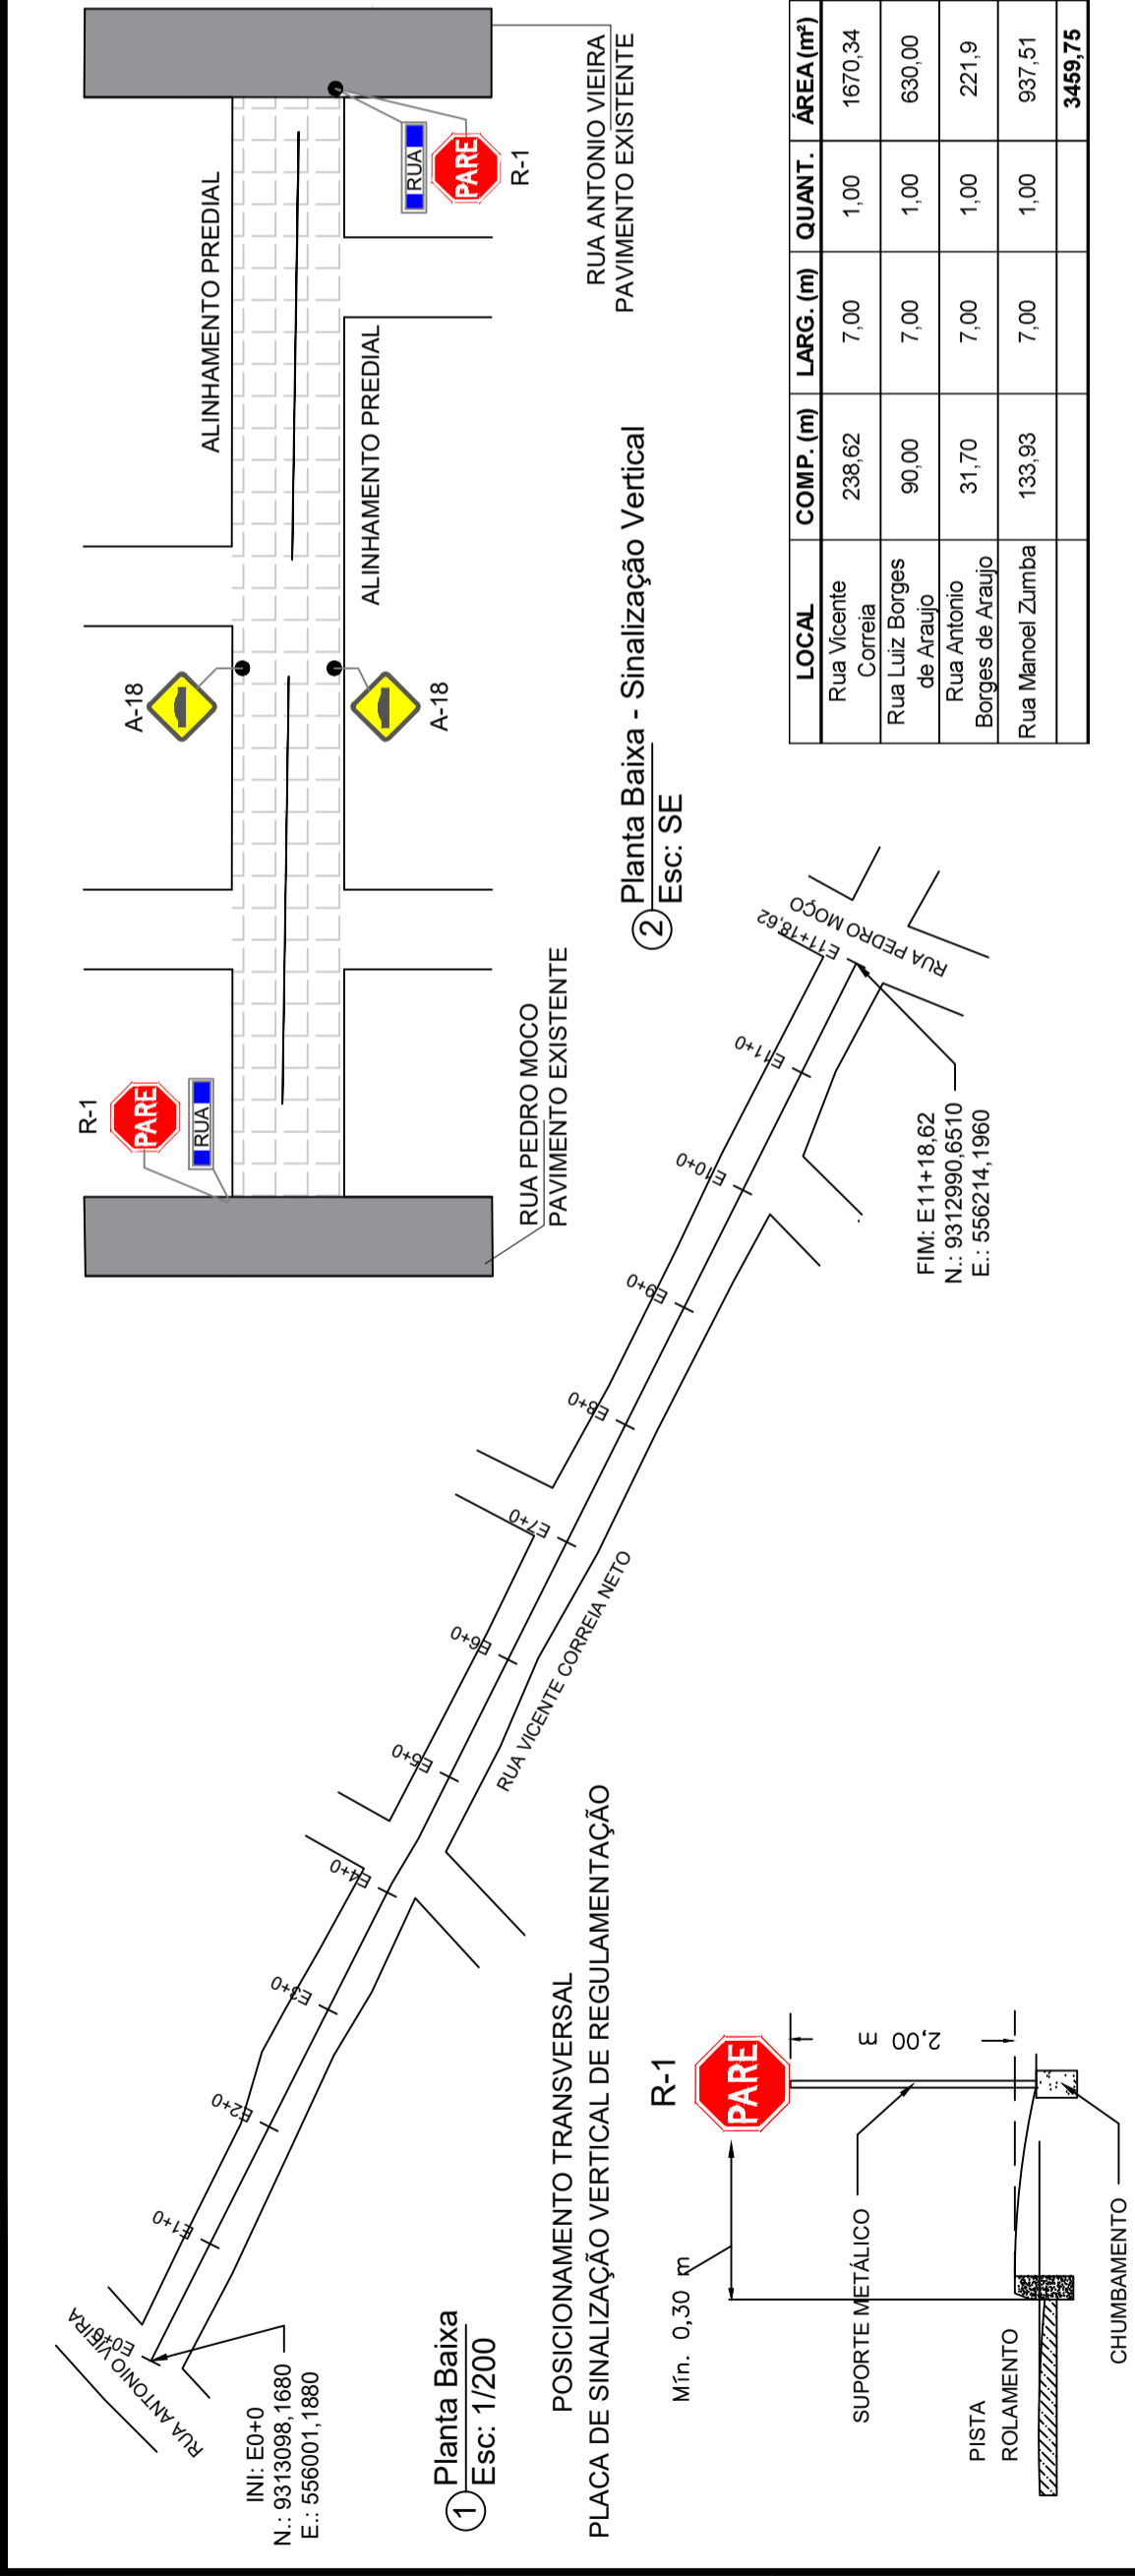 RUA ANTONIO VIEIRA
E0+0
E1+0
E2+0
E3+0
E4+0
E5+0
E6+0
E7+0
E8+0
E9+0
E10+0
E11+0
E11+18,62
RUA PEDRO MOÇO
RUA VICENTE CORREIA NETO
INI: E0+0
N.: 9313098,1680
E.: 556001,1880
FIM: E11+18,62
N.: 9312990,6510
E.: 556214,1960
1
Planta Baixa
Esc: 1/200
R-1
PARE
RUA
RUA PEDRO MOCO
PAVIMENTO EXISTENTE
A-18
A-18
ALINHAMENTO PREDIAL
ALINHAMENTO PREDIAL
RUA
PARE
R-1
RUA ANTONIO VIEIRA
PAVIMENTO EXISTENTE
2
Planta Baixa - Sinalização Vertical
Esc: SE
POSICIONAMENTO TRANSVERSAL
PLACA DE SINALIZAÇÃO VERTICAL DE REGULAMENTAÇÃO
R-1
PARE
Mín. 0,30 m
2,00 m
SUPORTE METÁLICO
PISTA
ROLAMENTO
CHUMBAMENTO
LOCAL COMP. (m) LARG. (m) QUANT. ÁREA (m²)
Rua Vicente
Correia 238,62 7,00 1,00 1670,34
Rua Luiz Borges
de Araujo 90,00 7,00 1,00 630,00
Rua Antonio
Borges de Araujo 31,70 7,00 1,00 221,9
Rua Manoel Zumba 133,93 7,00 1,00 937,51
3459,75